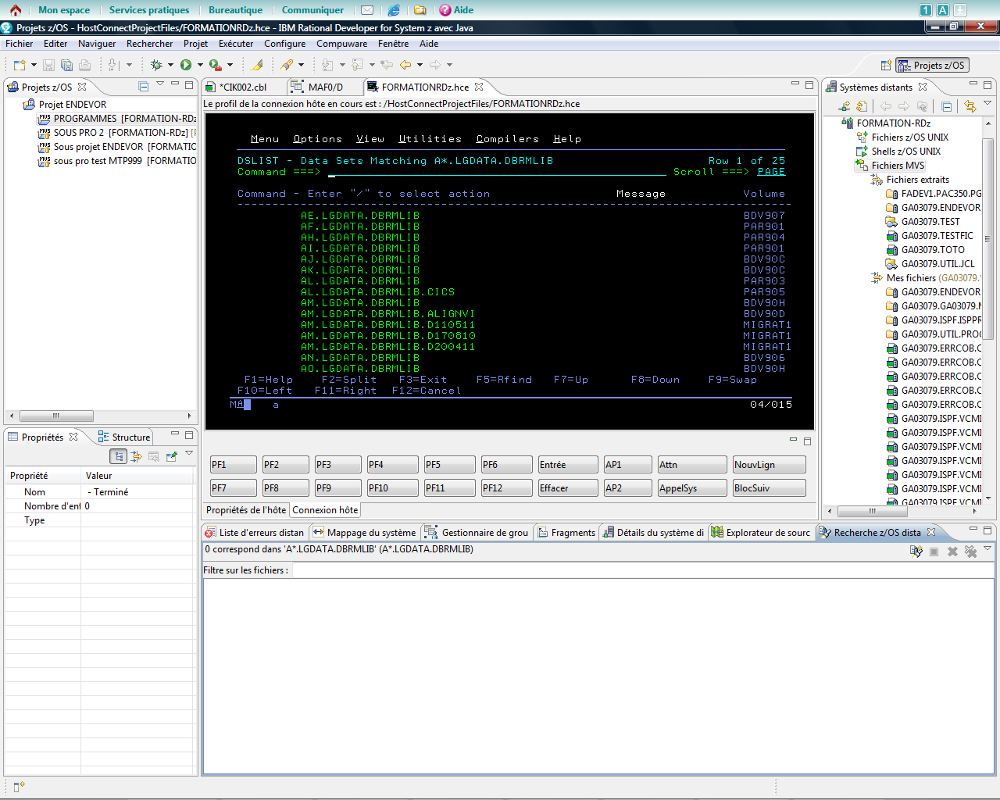 Mon espace Services pratiques Bureautique Communiquer Aide 1 A
Projets z/OS - HostConnectProjectFiles/FORMATIONRDz.hce - IBM Rational Developer for System z avec Java
Fichier Editer Naviguer Rechercher Projet Exécuter Configure Compuware Fenêtre Aide
Projets z/OS
Projets z/OS
Projet ENDEVOR
PROGRAMMES [FORMATION-RDz
SOUS PRO 2 [FORMATION-RDz] [
Sous projet ENDEVOR [FORMATIO
sous pro test MTP999 [FORMATIO
*CIK002.cbl MAF0/D FORMATIONRDz.hce
Le profil de la connexion hôte en cours est : /HostConnectProjectFiles/FORMATIONRDz.hce
Menu Options View Utilities Compilers Help
DSLIST - Data Sets Matching A*.LGDATA.DBRMLIB Row 1 of 25
Command ===> Scroll ===> PAGE
Command - Enter "/" to select action Message Volume
AE.LGDATA.DBRMLIB BDV907
AF.LGDATA.DBRMLIB PAR901
AH.LGDATA.DBRMLIB PAR904
AI.LGDATA.DBRMLIB PAR901
AJ.LGDATA.DBRMLIB BDV90C
AK.LGDATA.DBRMLIB BDV90C
AL.LGDATA.DBRMLIB PAR903
AL.LGDATA.DBRMLIB.CICS PAR905
AM.LGDATA.DBRMLIB BDV90H
AM.LGDATA.DBRMLIB.ALIGNVI BDV90D
AM.LGDATA.DBRMLIB.D110511 MIGRAT1
AM.LGDATA.DBRMLIB.D170810 MIGRAT1
AM.LGDATA.DBRMLIB.D200411 MIGRAT1
AN.LGDATA.DBRMLIB BDV906
AO.LGDATA.DBRMLIB BDV90H
F1=Help F2=Split F3=Exit F5=Rfind F7=Up F8=Down F9=Swap
F10=Left F11=Right F12=Cancel
MA a 04/015
PF1 PF2 PF3 PF4 PF5 PF6 Entrée AP1 Attn NouvLign
PF7 PF8 PF9 PF10 PF11 PF12 Effacer AP2 AppelSys BlocSuiv
Propriétés de l'hôte Connexion hôte
Systèmes distants
FORMATION-RDz
Fichiers z/OS UNIX
Shells z/OS UNIX
Fichiers MVS
Fichiers extraits
FADEV1.PAC350.PG
GA03079.ENDEVOR
GA03079.TEST
GA03079.TESTFIC
GA03079.TOTO
GA03079.UTIL.JCL
Mes fichiers (GA03079.*
GA03079.ENDEVOR
GA03079.GA03079.M
GA03079.ISPF.ISPPR
GA03079.UTIL.PROC
GA03079.ERRCOB.C
GA03079.ERRCOB.C
GA03079.ERRCOB.C
GA03079.ERRCOB.C
GA03079.ERRCOB.C
GA03079.ISPF.VCMI
GA03079.ISPF.VCMI
GA03079.ISPF.VCMI
GA03079.ISPF.VCMI
GA03079.ISPF.VCMI
GA03079.ISPF.VCMI
GA03079.ISPF.VCMI
Propriétés Structure
Propriété Valeur
Nom - Terminé
Nombre d'ent 0
Type
Liste d'erreurs distan Mappage du système Gestionnaire de grou Fragments Détails du système di Explorateur de sourc Recherche z/OS dista
0 correspond dans 'A*.LGDATA.DBRMLIB' (A*.LGDATA.DBRMLIB)
Filtre sur les fichiers :